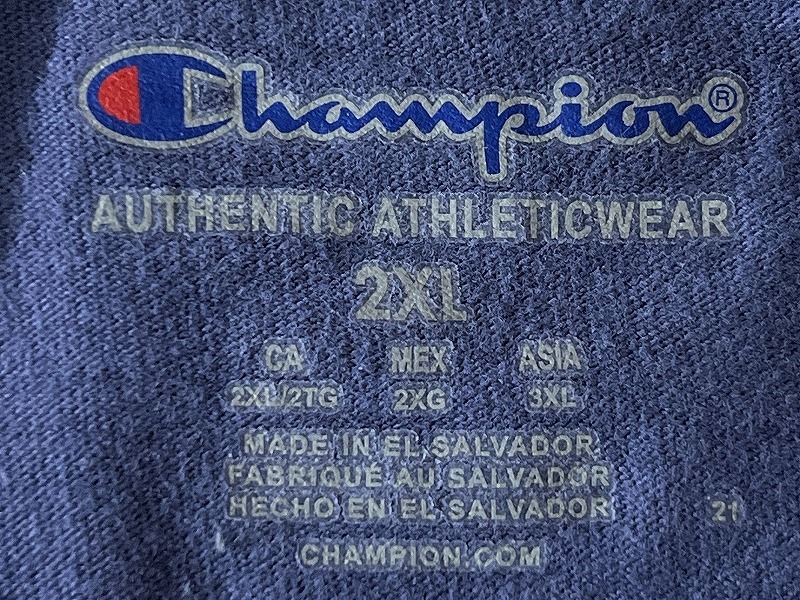 Champion®
AUTHENTIC ATHLETICWEAR
2XL
CA MEX ASIA
2XL/2TG 2XG 3XL
MADE IN EL SALVADOR
FABRIQUÉ AU SALVADOR
HECHO EN EL SALVADOR 21
CHAMPION.COM